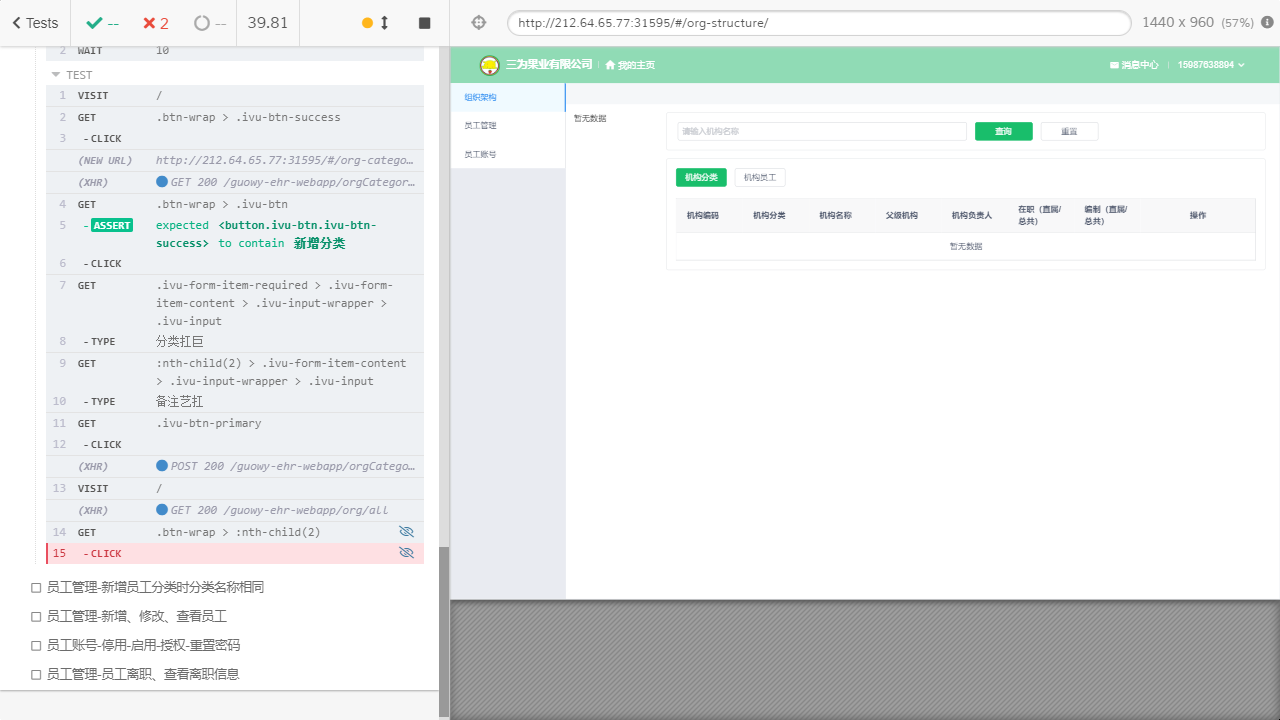 Tests
--
2
--
39.81
http://212.64.65.77:31595/#/org-structure/
1440 x 960 (57%)
2 WAIT 10
TEST
1 VISIT /
2 GET .btn-wrap > .ivu-btn-success
3 -CLICK
(NEW URL) http://212.64.65.77:31595/#/org-catego…
(XHR) GET 200 /guowy-ehr-webapp/orgCategor…
4 GET .btn-wrap > .ivu-btn
5 -ASSERT expected <button.ivu-btn.ivu-btn-
success> to contain 新增分类
6 -CLICK
7 GET .ivu-form-item-required > .ivu-form-
item-content > .ivu-input-wrapper >
.ivu-input
8 -TYPE 分类扛巨
9 GET :nth-child(2) > .ivu-form-item-content
> .ivu-input-wrapper > .ivu-input
10 -TYPE 备注艺扛
11 GET .ivu-btn-primary
12 -CLICK
(XHR) POST 200 /guowy-ehr-webapp/orgCatego…
13 VISIT /
(XHR) GET 200 /guowy-ehr-webapp/org/all
14 GET .btn-wrap > :nth-child(2)
15 -CLICK
员工管理-新增员工分类时分类名称相同
员工管理-新增、修改、查看员工
员工账号-停用-启用-授权-重置密码
员工管理-员工离职、查看离职信息
三为果业有限公司 我的主页
消息中心 15987638894
组织架构
员工管理
员工账号
暂无数据
请输入机构名称 查询 重置
机构分类 机构员工
机构编码 机构分类 机构名称 父级机构 机构负责人 在职（直属/总共） 编制（直属/总共） 操作
暂无数据